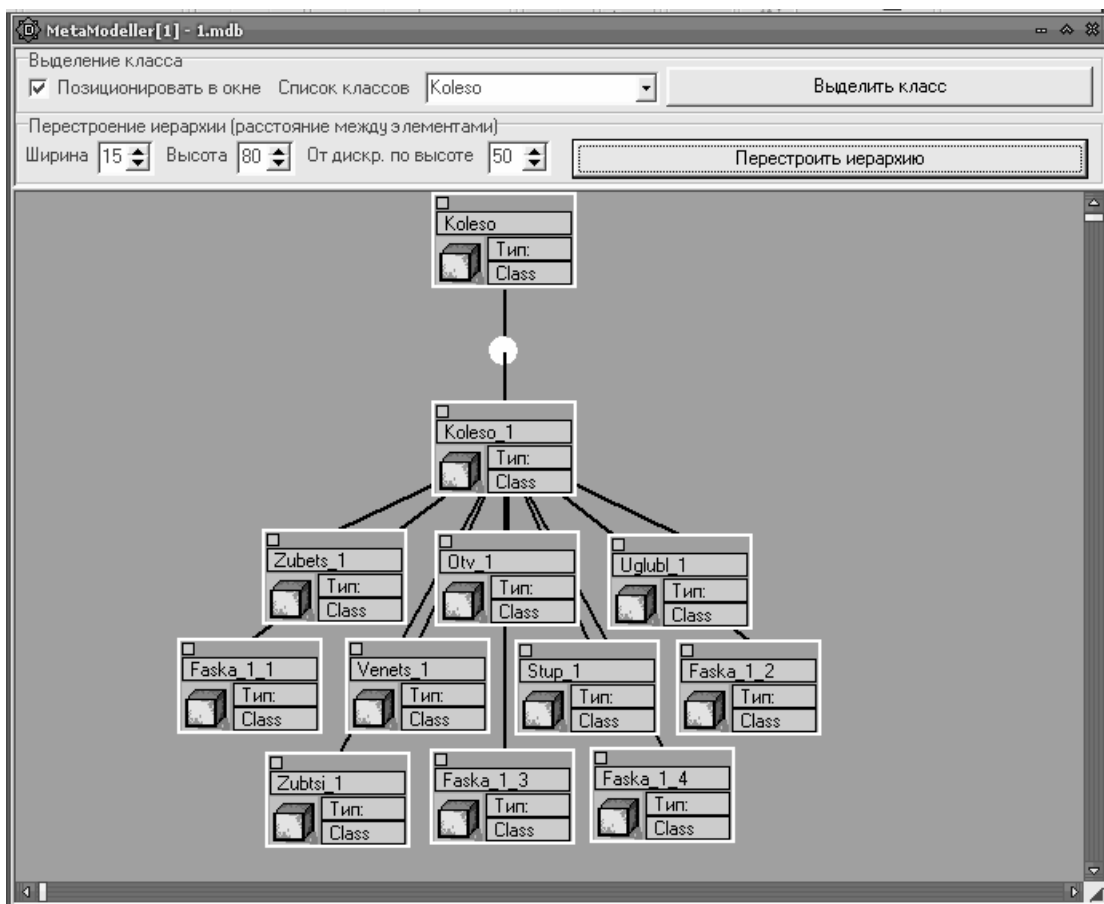 MetaModeller[1] - 1.mdb
Выделение класса
Позиционировать в окне Список классов Koleso Выделить класс
Перестроение иерархии (расстояние между элементами)
Ширина 15 Высота 80 От дискр. по высоте 50 Перестроить иерархию
Koleso
Тип:
Class
Koleso_1
Тип:
Class
Zubets_1
Тип:
Class
Otv_1
Тип:
Class
Uglubl_1
Тип:
Class
Faska_1_1
Тип:
Class
Venets_1
Тип:
Class
Stup_1
Тип:
Class
Faska_1_2
Тип:
Class
Zubtsi_1
Тип:
Class
Faska_1_3
Тип:
Class
Faska_1_4
Тип:
Class